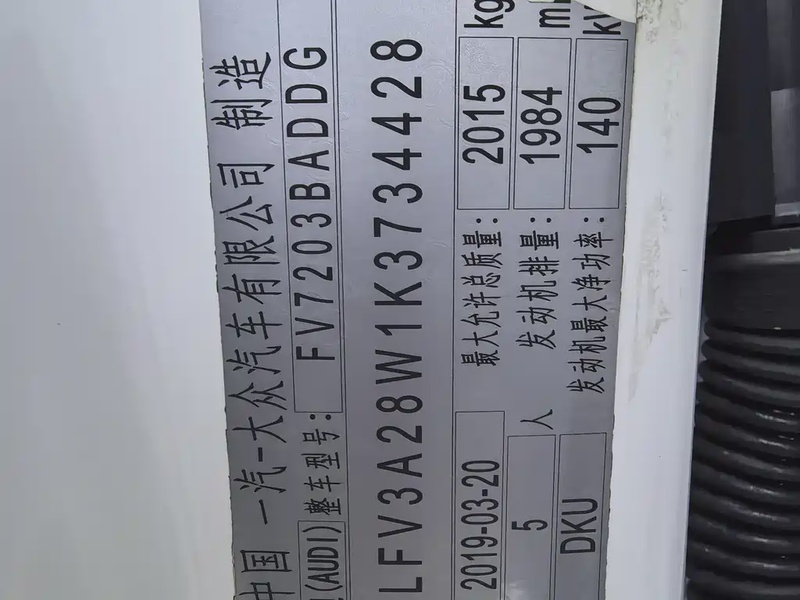 中国 一汽-大众汽车有限公司 制造
(AUDI) 整车型号: FV7203BADDG
LFV3A28W1K3734428
2019-03-20 最大允许总质量: 2015 kg
5 人 发动机排量: 1984 mL
DKU 发动机最大净功率: 140 kW